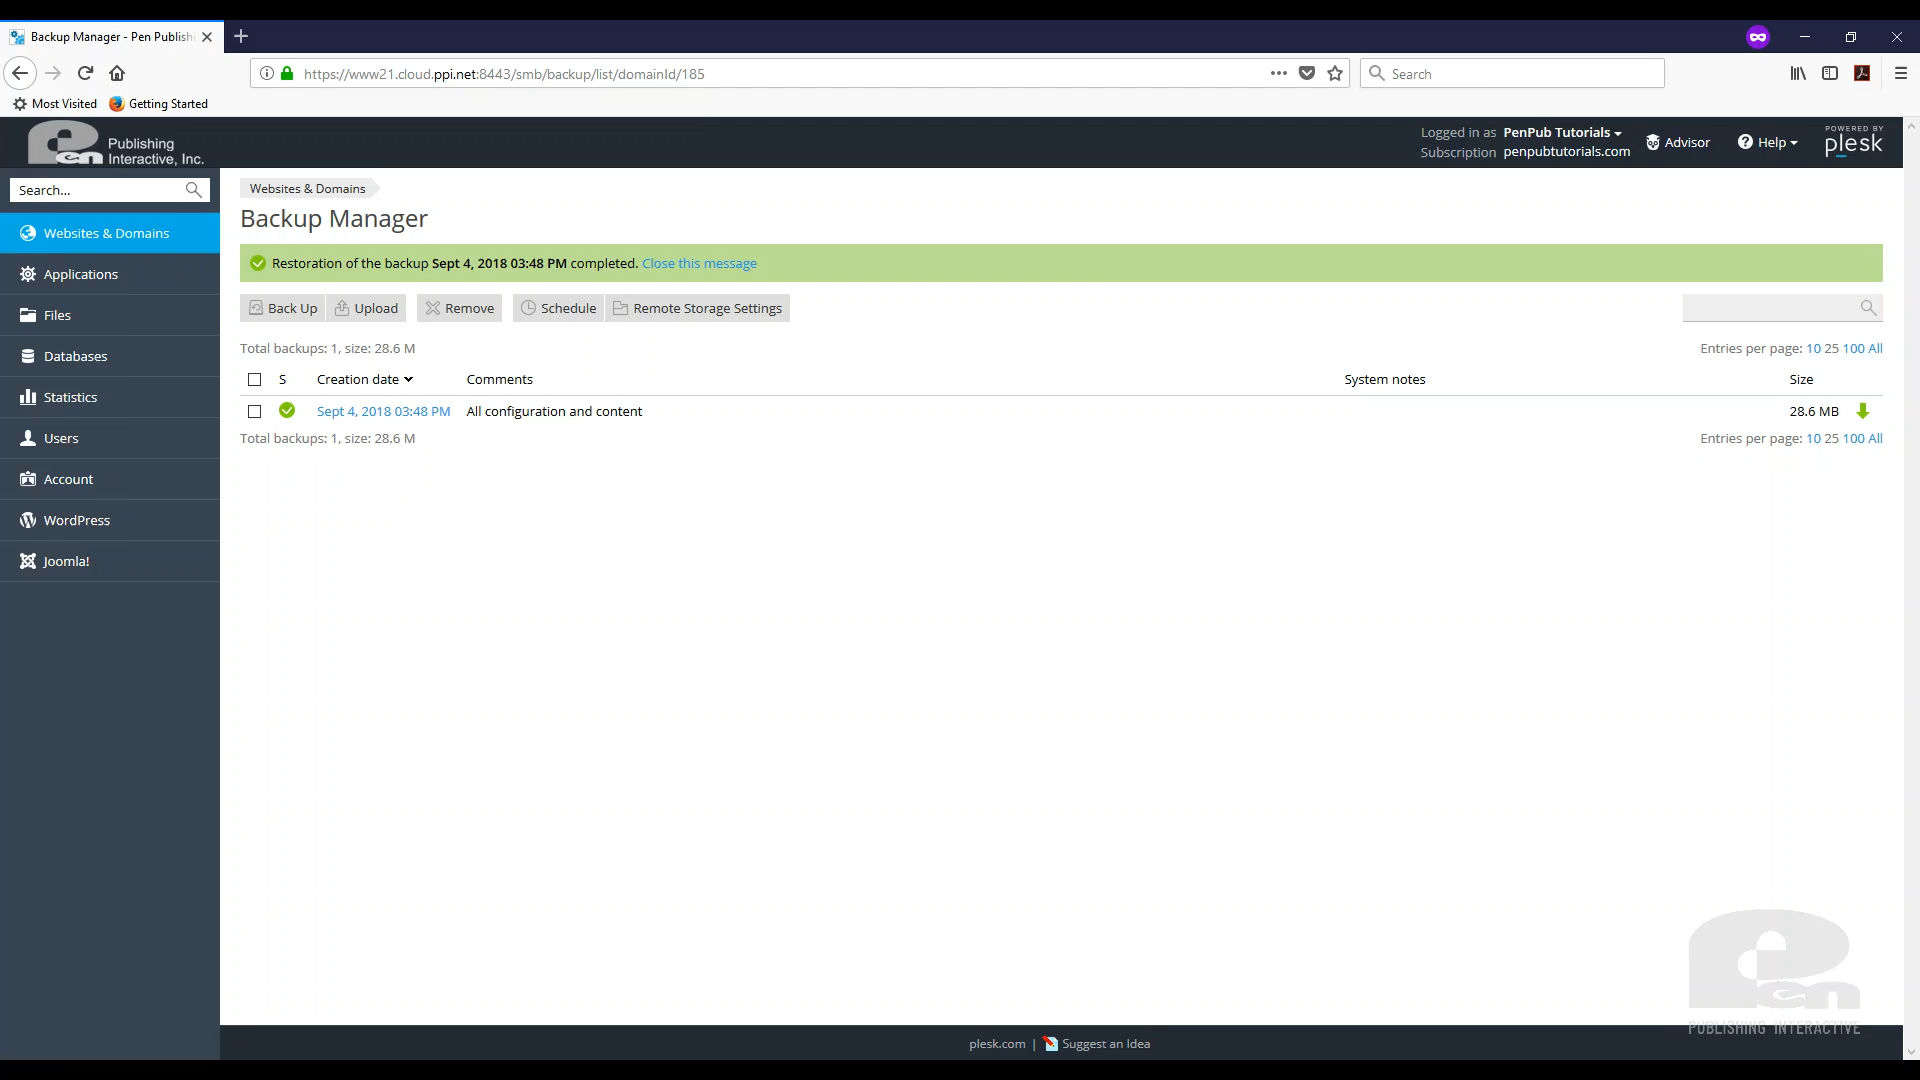 Backup Manager - Pen Publish
https://www21.cloud.ppi.net:8443/smb/backup/list/domainId/185
Search
Most Visited
Getting Started
en Publishing Interactive, Inc.
Logged in as PenPub Tutorials
Subscription penpubtutorials.com
Advisor
Help
POWERED BY
plesk
Search...
Websites & Domains
Applications
Files
Databases
Statistics
Users
Account
WordPress
Joomla!
Websites & Domains
Backup Manager
Restoration of the backup Sept 4, 2018 03:48 PM completed. Close this message
Back Up Upload Remove Schedule Remote Storage Settings
Total backups: 1, size: 28.6 M
Entries per page: 10 25 100 All
S Creation date Comments System notes Size
Sept 4, 2018 03:48 PM All configuration and content 28.6 MB
Total backups: 1, size: 28.6 M
Entries per page: 10 25 100 All
Pen
PUBLISHING INTERACTIVE
plesk.com | Suggest an Idea